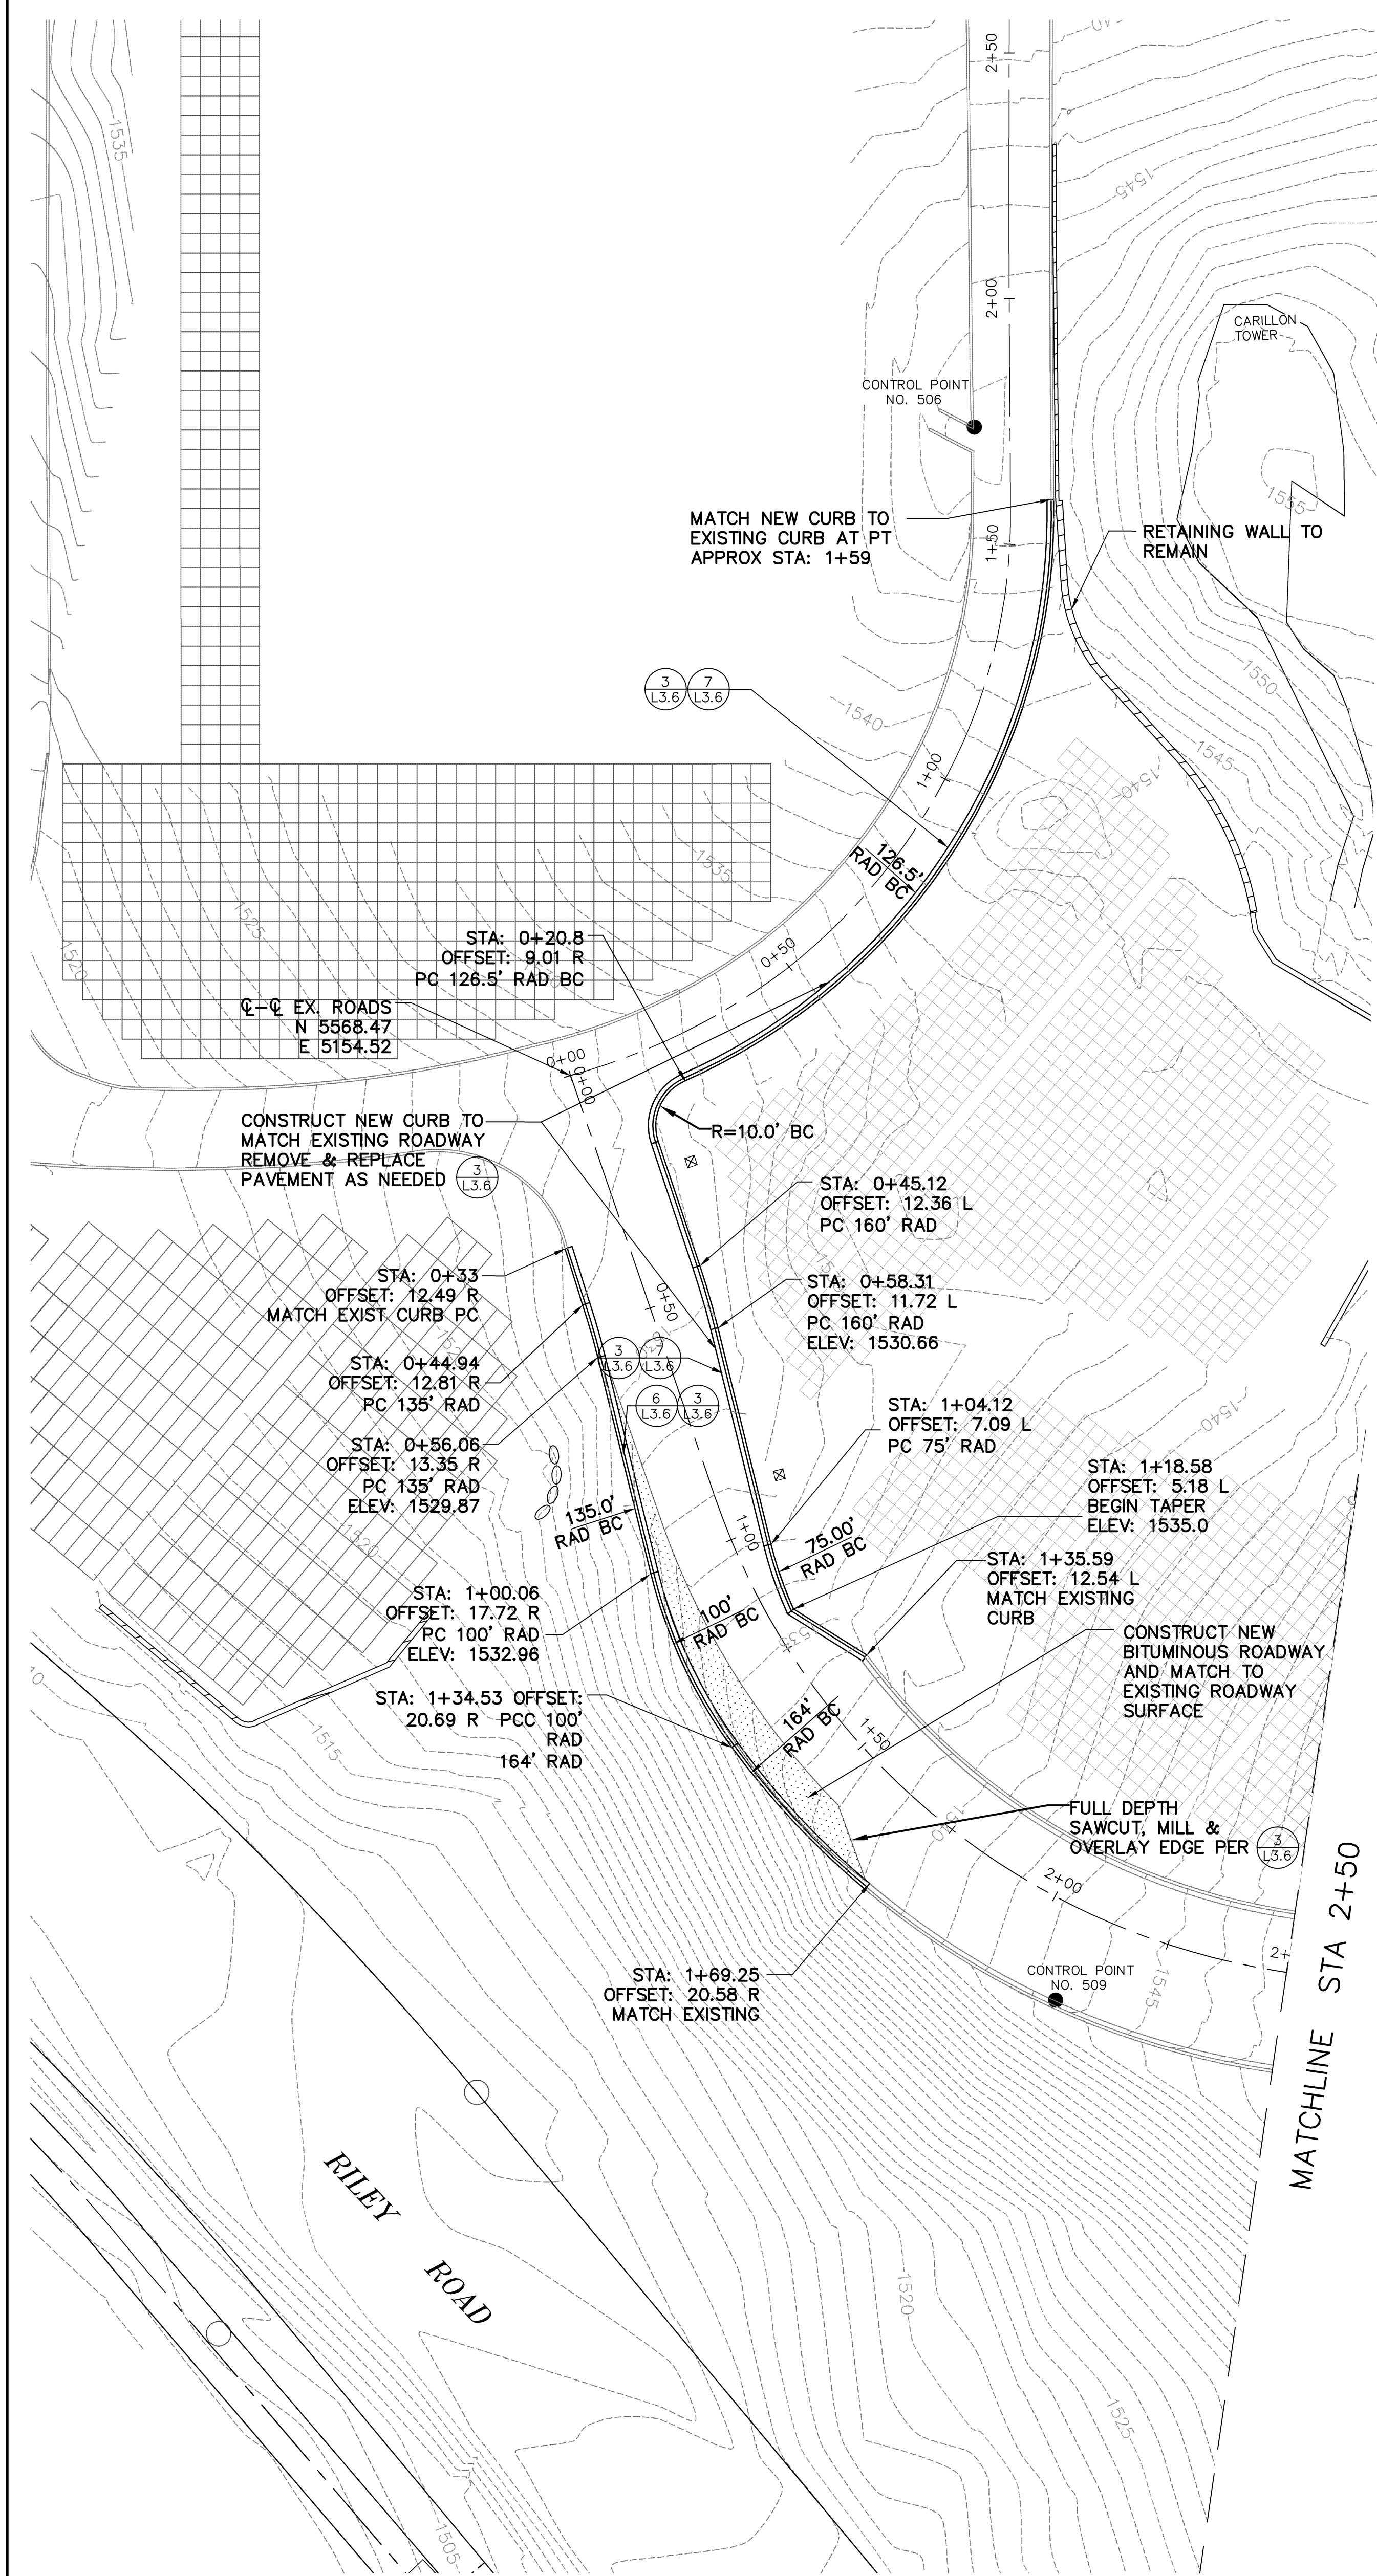 2+50
1535
1545
2+00
CARILLON
TOWER
CONTROL POINT
NO. 506
1555
MATCH NEW CURB TO
EXISTING CURB AT PT
APPROX STA: 1+59
1+50
RETAINING WALL TO
REMAIN
3
L3.6
7
L3.6
1550
1540
1545
1+00
1540
126.5'
RAD BC
1535
1525
1520
STA: 0+20.8
OFFSET: 9.01 R
PC 126.5' RAD BC
0+50
℄-℄ EX. ROADS
N 5568.47
E 5154.52
0+00
0+00
CONSTRUCT NEW CURB TO
MATCH EXISTING ROADWAY
REMOVE & REPLACE
PAVEMENT AS NEEDED
3
L3.6
R=10.0' BC
STA: 0+45.12
OFFSET: 12.36 L
PC 160' RAD
STA: 0+33
OFFSET: 12.49 R
MATCH EXIST CURB PC
0+50
STA: 0+58.31
OFFSET: 11.72 L
PC 160' RAD
ELEV: 1530.66
STA: 0+44.94
OFFSET: 12.81 R
PC 135' RAD
3
L3.6
7
L3.6
6
L3.6
3
L3.6
STA: 1+04.12
OFFSET: 7.09 L
PC 75' RAD
1540
STA: 0+56.06
OFFSET: 13.35 R
PC 135' RAD
ELEV: 1529.87
STA: 1+18.58
OFFSET: 5.18 L
BEGIN TAPER
ELEV: 1535.0
135.0'
RAD BC
1520
1+00
75.00'
RAD BC
STA: 1+35.59
OFFSET: 12.54 L
MATCH EXISTING
CURB
STA: 1+00.06
OFFSET: 17.72 R
PC 100' RAD
ELEV: 1532.96
100'
RAD BC
1535
CONSTRUCT NEW
BITUMINOUS ROADWAY
AND MATCH TO
EXISTING ROADWAY
SURFACE
STA: 1+34.53 OFFSET:
20.69 R PCC 100'
RAD
164' RAD
164'
RAD BC
1+50
1515
FULL DEPTH
SAWCUT, MILL &
OVERLAY EDGE PER
3
L3.6
1540
2+00
MATCHLINE STA 2+50
2+
STA: 1+69.25
OFFSET: 20.58 R
MATCH EXISTING
CONTROL POINT
NO. 509
1545
RILEY
ROAD
1520
1525
1505